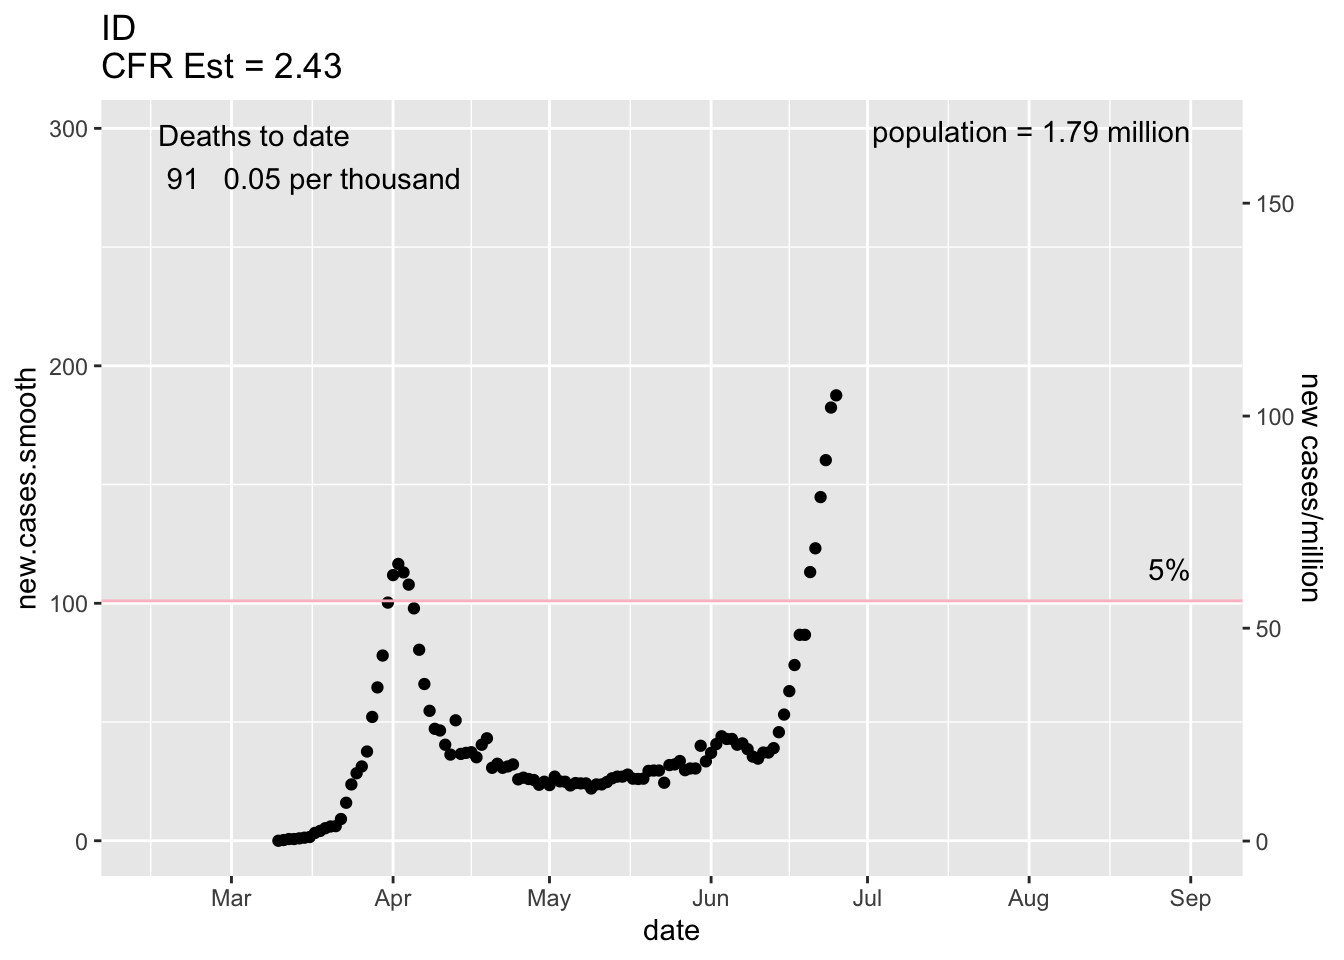 ID
CFR Est = 2.43
Deaths to date
91 0.05 per thousand
population = 1.79 million
5%
new.cases.smooth
300
200
100
0
new cases/million
150
100
50
0
Mar Apr May Jun Jul Aug Sep
date